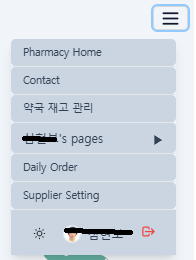 Pharmacy Home
Contact
약국 재고 관리
's pages
Daily Order
Supplier Setting